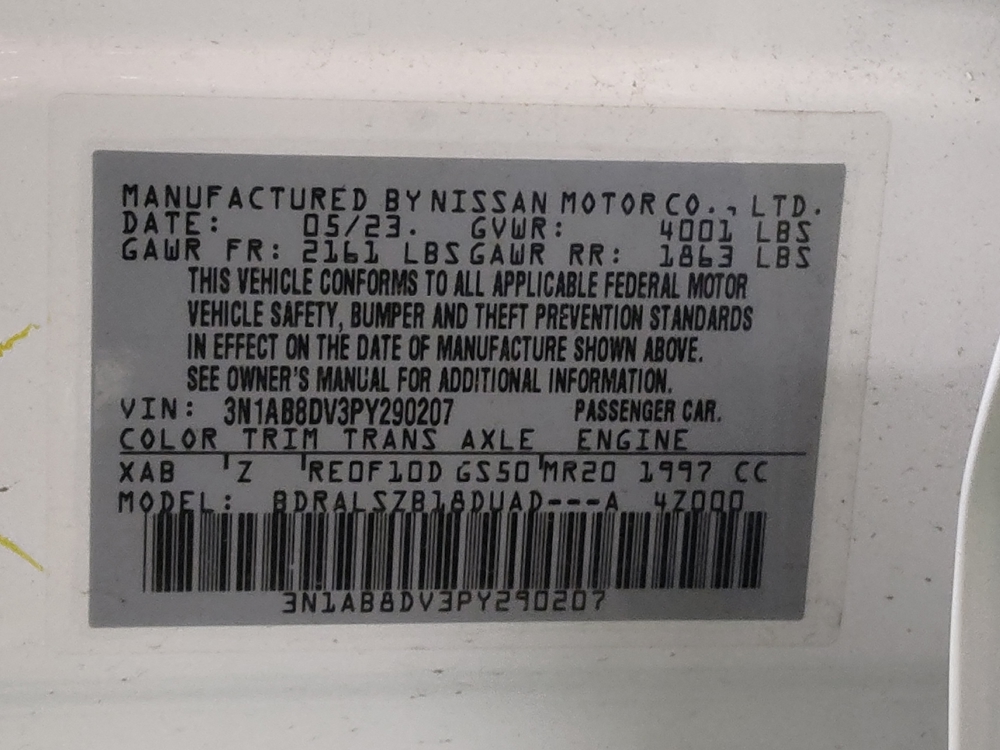 MANUFACTURED BY NISSAN MOTOR CO., LTD.
DATE: 05/23. GVWR: 4001 LBS
GAWR FR: 2161 LBS GAWR RR: 1863 LBS
THIS VEHICLE CONFORMS TO ALL APPLICABLE FEDERAL MOTOR
VEHICLE SAFETY, BUMPER AND THEFT PREVENTION STANDARDS
IN EFFECT ON THE DATE OF MANUFACTURE SHOWN ABOVE.
SEE OWNER'S MANUAL FOR ADDITIONAL INFORMATION.
VIN: 3N1AB8DV3PY290207 PASSENGER CAR.
COLOR TRIM TRANS AXLE ENGINE
XAB Z RE0F10D GS50 MR20 1997 CC
MODEL: BDRALSZB18DUAD---A 4Z000
3N1AB8DV3PY290207